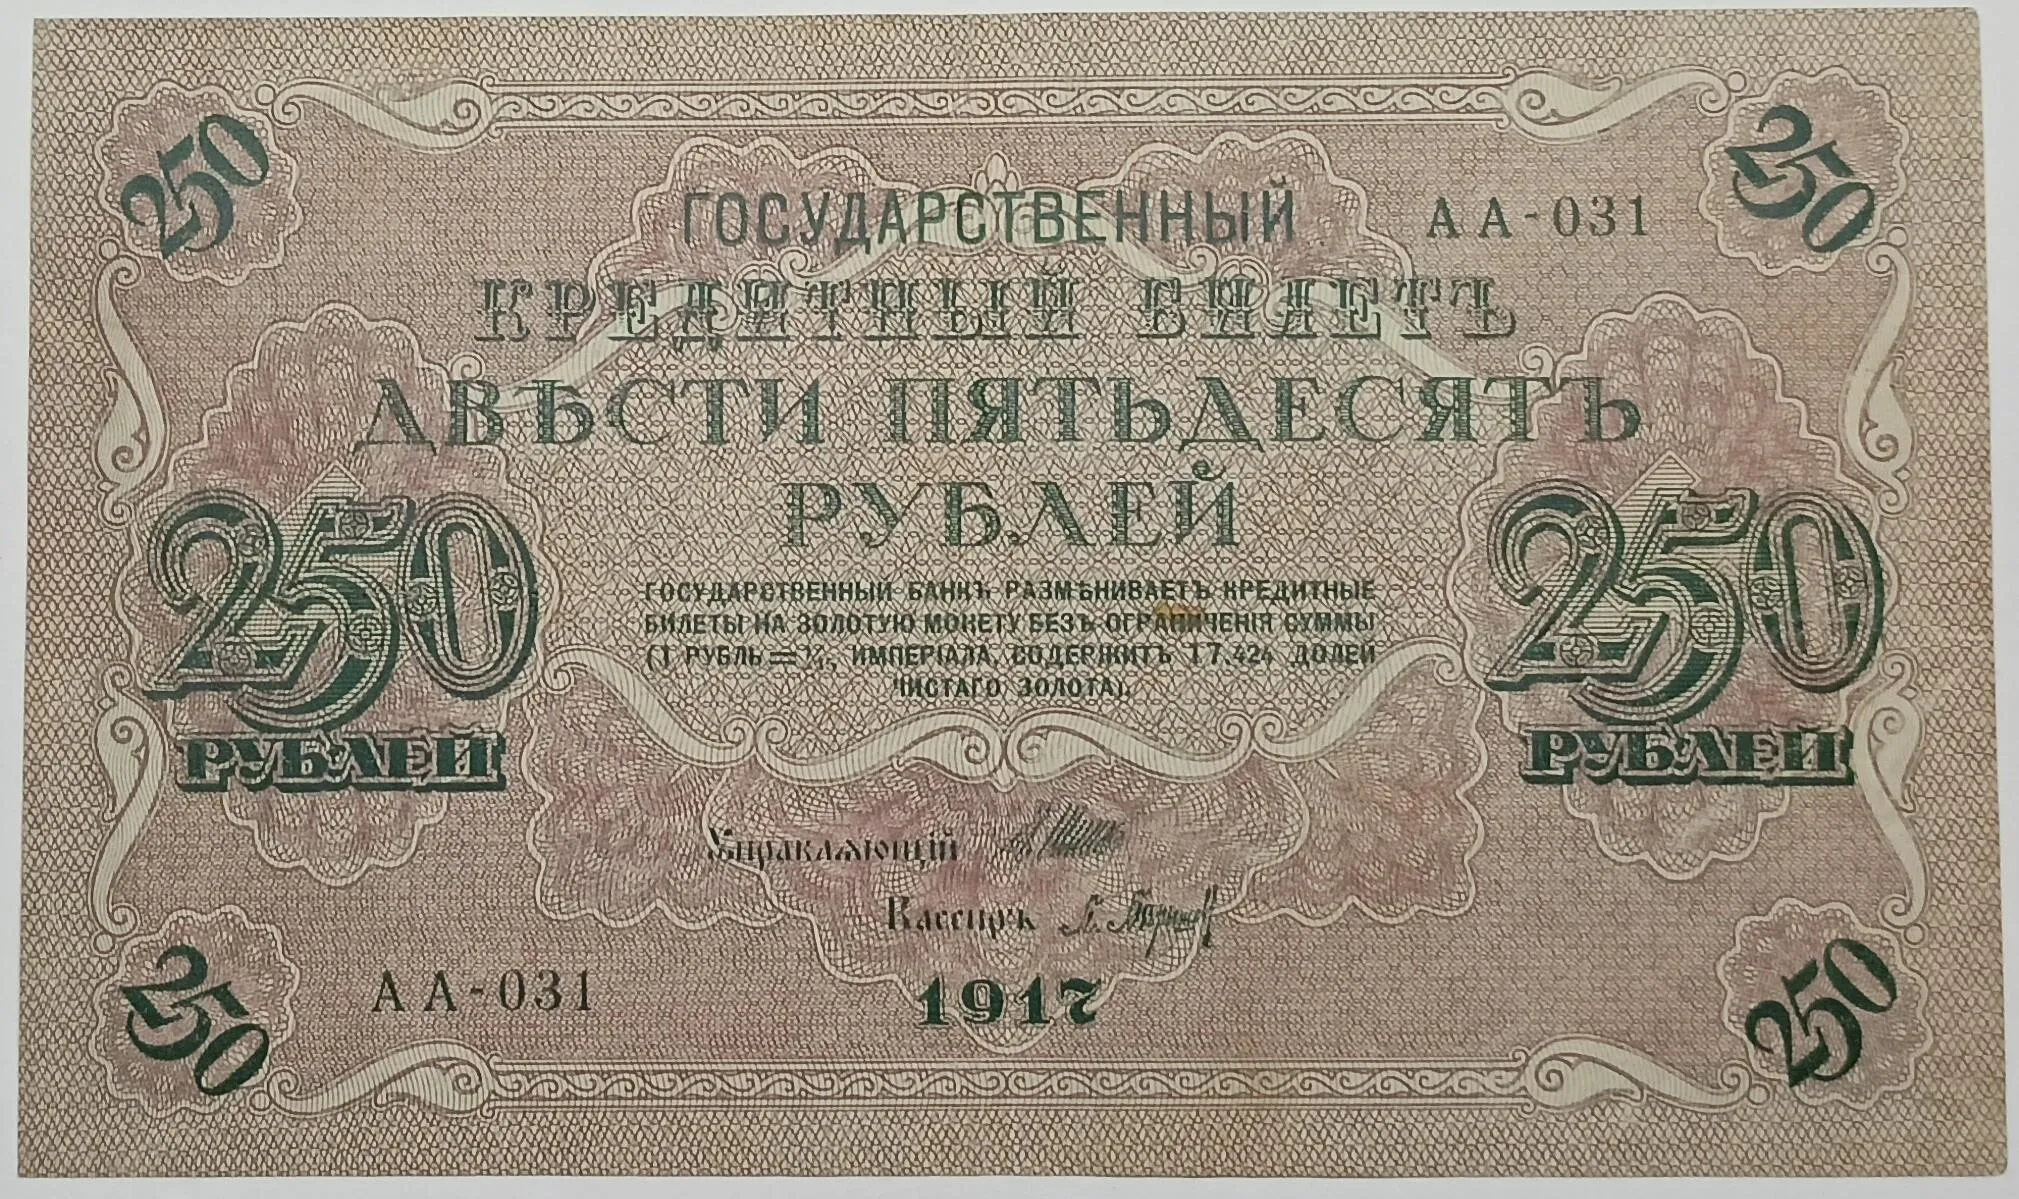 250
250
ГОСУДАРСТВЕННЫЙ
АА-031
КРЕДИТНЫЙ БИЛЕТЪ
ДВѢСТИ ПЯТЬДЕСЯТЪ
РУБЛЕЙ
250
РУБЛЕЙ
ГОСУДАРСТВЕННЫЙ БАНКЪ РАЗМѢНИВАЕТЪ КРЕДИТНЫЕ
БИЛЕТЫ НА ЗОЛОТУЮ МОНЕТУ БЕЗЪ ОГРАНИЧЕНІЯ СУММЫ
(1 РУБЛЬ = 1/15 ИМПЕРІАЛА, СОДЕРЖИТЪ 17.424 ДОЛЕЙ
ЧИСТАГО ЗОЛОТА).
250
РУБЛЕЙ
Управляющій
Кассиръ
АА-031
1917
250
250